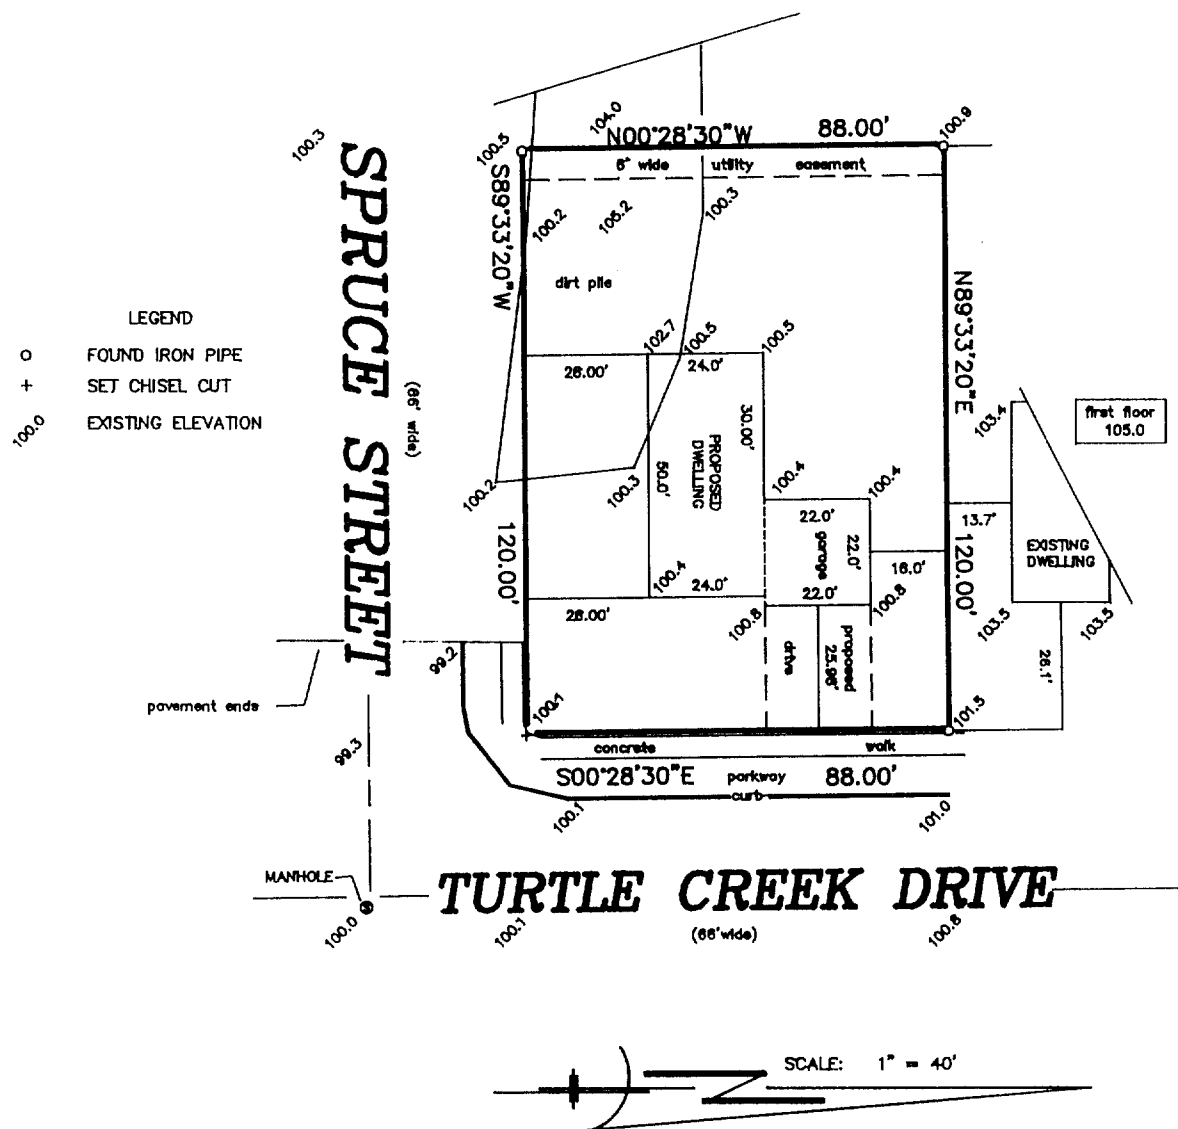 104.0
100.9
100.3
100.5
N00°28'30"W 88.00'
6' wide utility easement
SPRUCE STREET
(66' wide)
S89°33'20"W
120.00'
100.2
105.2
100.3
dirt pile
N89°33'20"E
120.00'
LEGEND
FOUND IRON PIPE
SET CHISEL CUT
100.0 EXISTING ELEVATION
102.7
100.5
100.5
26.00'
24.0'
30.00'
PROPOSED
DWELLING
50.0'
100.2
100.3
100.4
100.4
103.4
first floor
105.0
22.0'
garage
22.0'
22.0'
16.0'
13.7'
EXISTING
DWELLING
100.4
24.0'
26.00'
100.8
100.8
103.5
103.5
26.1'
drive
proposed
25.96'
99.2
pavement ends
99.3
100.1
101.5
concrete walk
S00°28'30"E parkway 88.00'
curb
100.1
101.0
MANHOLE
TURTLE CREEK DRIVE
(66'wide)
100.0
100.1
100.8
SCALE: 1" = 40'